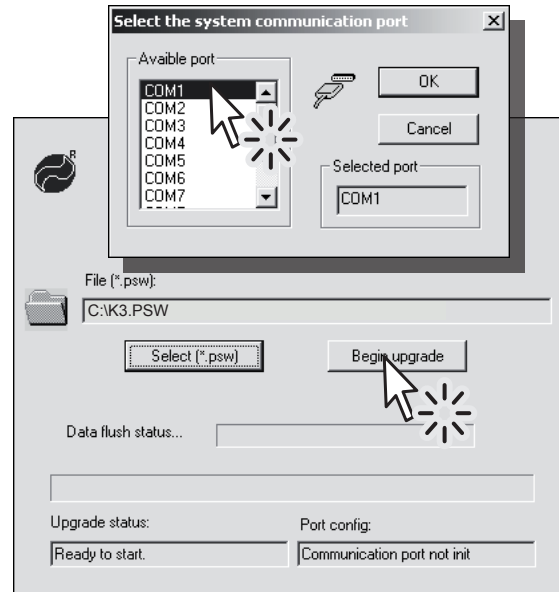 Select the system communication port
Avaible port
COM1
COM2
COM3
COM4
COM5
COM6
COM7
OK
Cancel
Selected port
COM1
R
File (*.psw):
C:\K3.PSW
Select (*.psw)
Begin upgrade
Data flush status...
Upgrade status:
Port config:
Ready to start.
Communication port not init